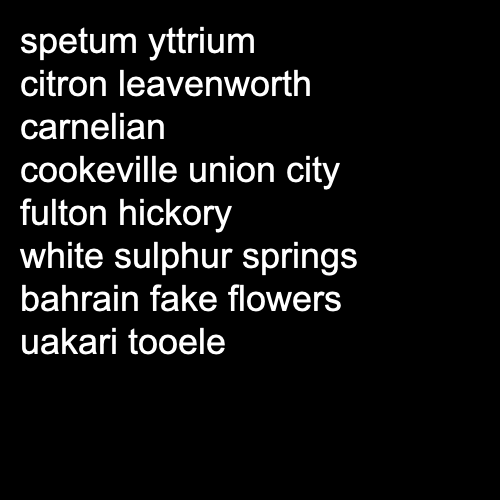 spetum yttrium
citron leavenworth
carnelian
cookeville union city
fulton hickory
white sulphur springs
bahrain fake flowers
uakari tooele